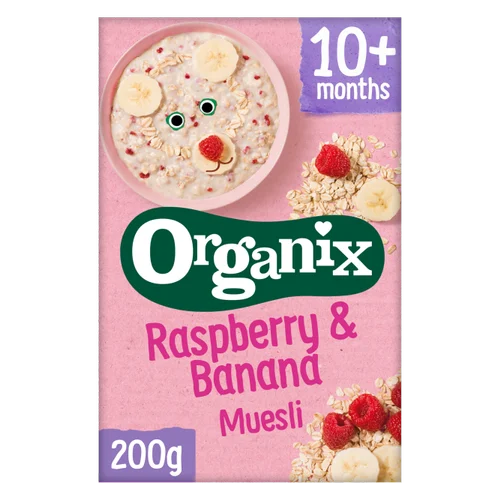 10+
months
Organix
Raspberry &
Banana
Muesli
200g